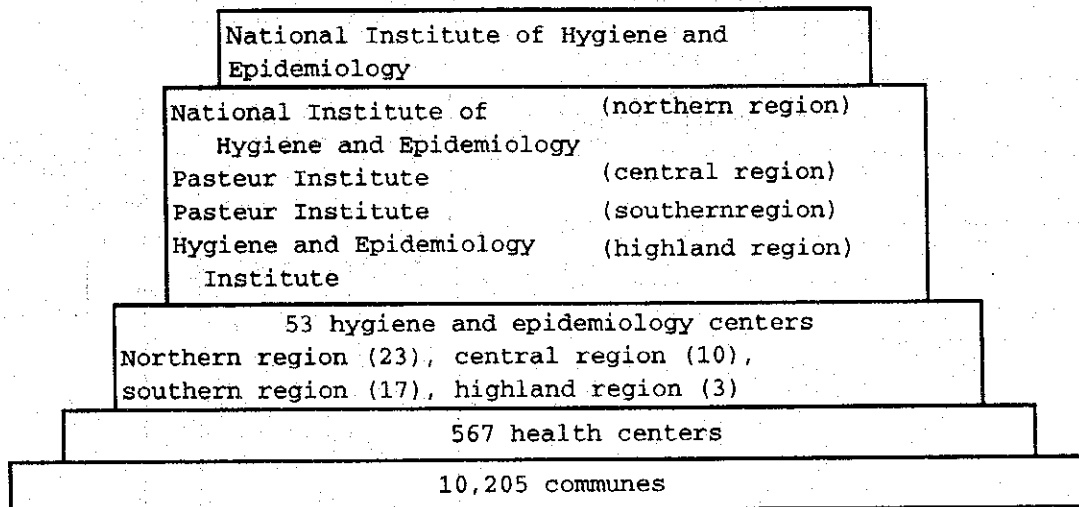 National Institute of Hygiene and
Epidemiology
National Institute of (northern region)
Hygiene and Epidemiology
Pasteur Institute (central region)
Pasteur Institute (southernregion)
Hygiene and Epidemiology (highland region)
Institute
53 hygiene and epidemiology centers
Northern region (23), central region (10),
southern region (17), highland region (3)
567 health centers
10,205 communes